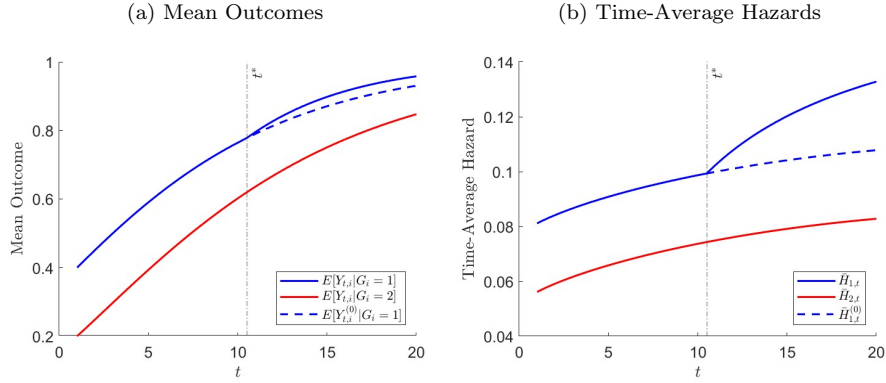 (a) Mean Outcomes
1
0.8
0.6
0.4
0.2
Mean Outcome
t*
E[Y_{t,i}|G_i = 1]
E[Y_{t,i}|G_i = 2]
E[Y_{t,i}^{(0)}|G_i = 1]
0 5 10 15 20
t
(b) Time-Average Hazards
0.14
0.12
0.1
0.08
0.06
0.04
Time-Average Hazard
t*
H̄_{1,t}
H̄_{2,t}
H̄_{1,t}^{(0)}
0 5 10 15 20
t